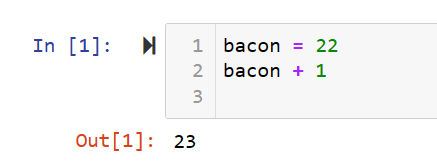 In [1]:
1 bacon = 22
2 bacon + 1
3
Out[1]: 23